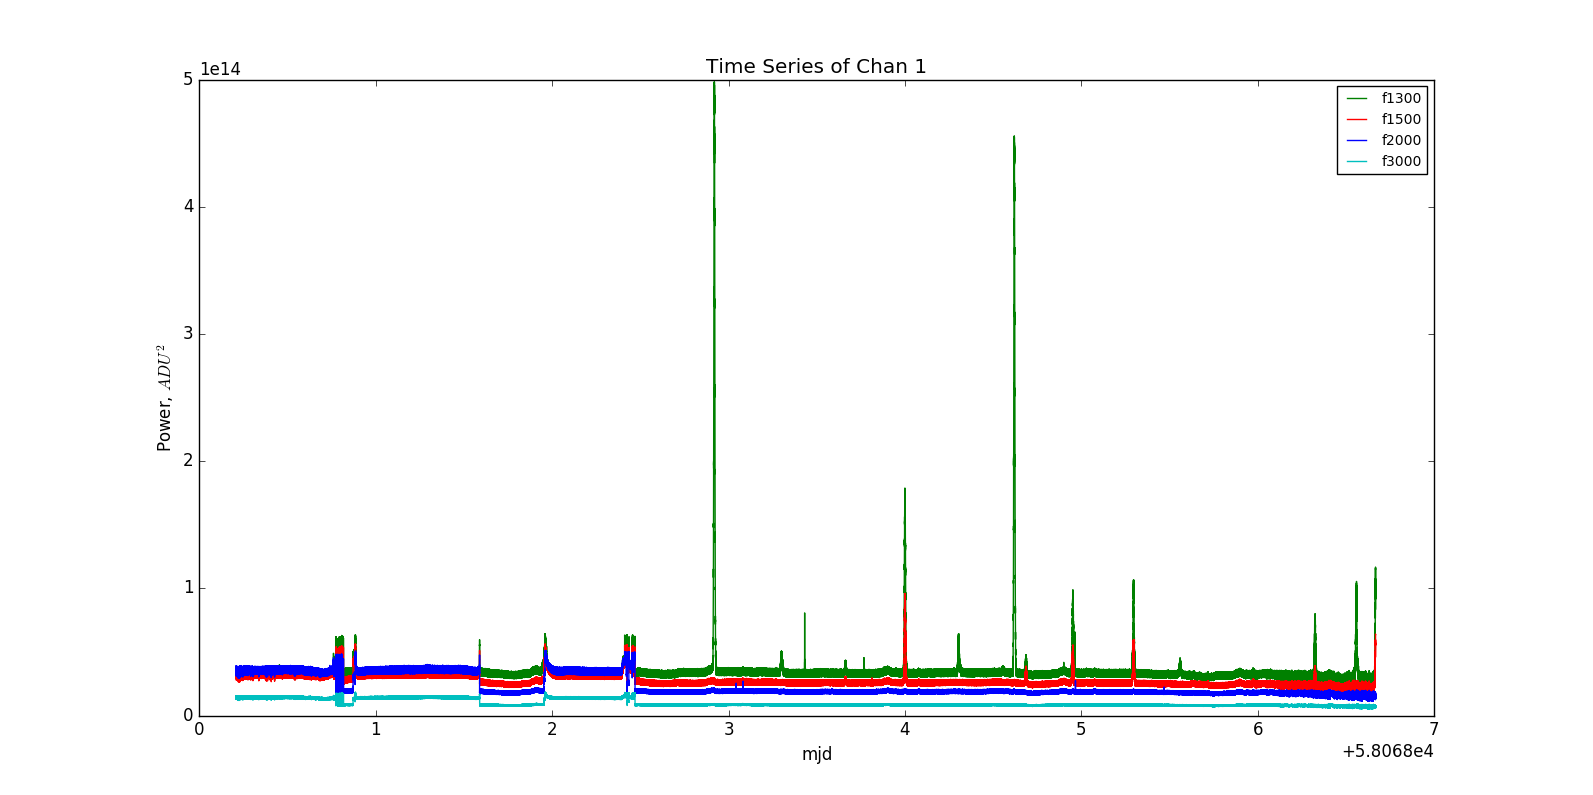 Time Series of Chan 1
1e14
5
4
3
2
1
0
Power, ADU²
f1300
f1500
f2000
f3000
0 1 2 3 4 5 6 7
mjd
+5.8068e4